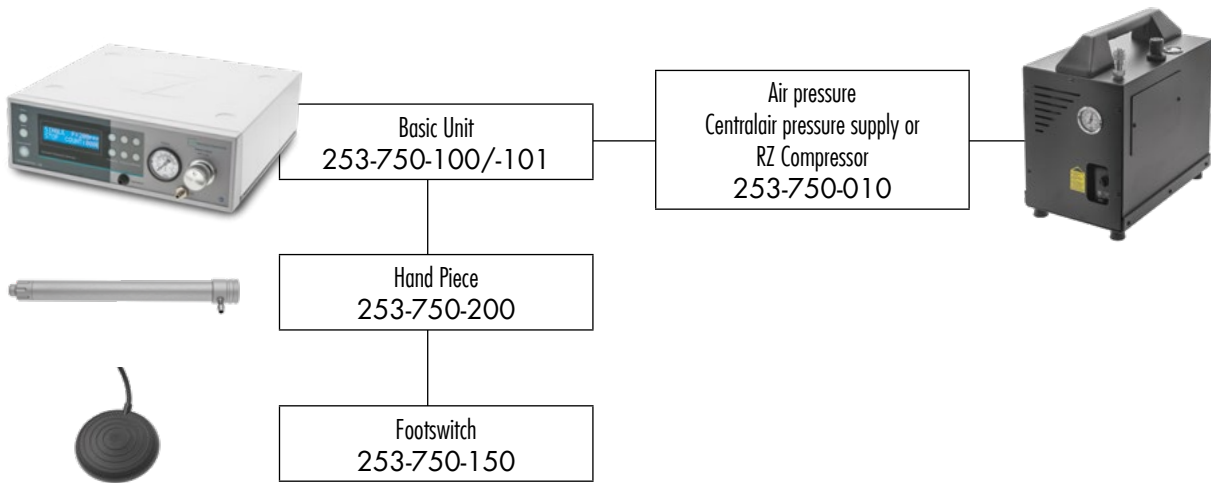 Basic Unit
253-750-100/-101
Air pressure
Centralair pressure supply or
RZ Compressor
253-750-010
Hand Piece
253-750-200
Footswitch
253-750-150